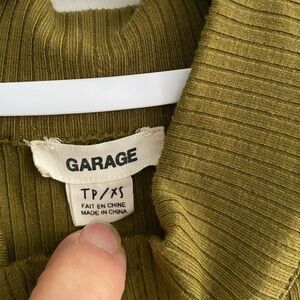 GARAGE
TP/XS
FAIT EN CHINE
MADE IN CHINA